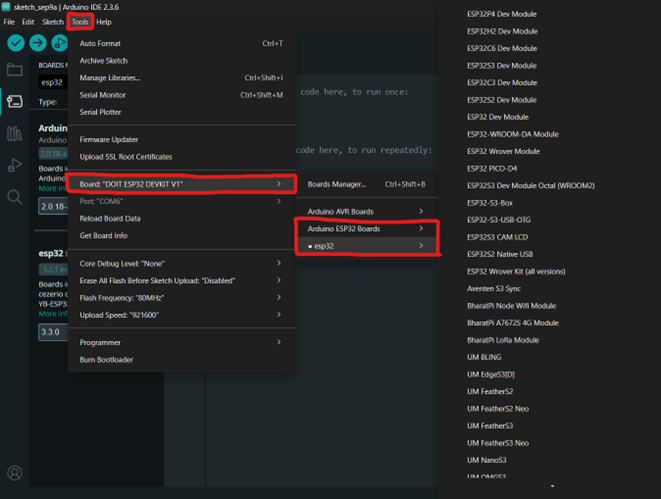 sketch_sep9a | Arduino IDE 2.3.6
File Edit Sketch Tools Help
BOARDS M
esp32
Type:
Arduino
Arduino
2.0.18-a
Boards in
Arduino
More info
2.0.18-
esp
3.2.1 in
Boards in
cezerio d
YB-ESP3
More info
3.3.0
Auto Format Ctrl+T
Archive Sketch
Manage Libraries... Ctrl+Shift+I
Serial Monitor Ctrl+Shift+M
Serial Plotter
Firmware Updater
Upload SSL Root Certificates
Board: "DOIT ESP32 DEVKIT V1"
Port: "COM6"
Reload Board Data
Get Board Info
Core Debug Level: "None"
Erase All Flash Before Sketch Upload: "Disabled"
Flash Frequency: "80MHz"
Upload Speed: "921600"
Programmer
Burn Bootloader
code here, to run once:
code here, to run repeatedly:
Boards Manager... Ctrl+Shift+B
Arduino AVR Boards
Arduino ESP32 Boards
● esp32
ESP32P4 Dev Module
ESP32H2 Dev Module
ESP32C6 Dev Module
ESP32S3 Dev Module
ESP32C3 Dev Module
ESP32S2 Dev Module
ESP32 Dev Module
ESP32-WROOM-DA Module
ESP32 Wrover Module
ESP32 PICO-D4
ESP32S3 Dev Module Octal (WROOM2)
ESP32-S3-Box
ESP32-S3-USB-OTG
ESP32S3 CAM LCD
ESP32S2 Native USB
ESP32 Wrover Kit (all versions)
Aventen S3 Sync
BharatPi Node Wifi Module
BharatPi A7672S 4G Module
BharatPi LoRa Module
UM BLING
UM EdgeS3[D]
UM FeatherS2
UM FeatherS2 Neo
UM FeatherS3
UM FeatherS3 Neo
UM NanoS3
UM OMGS3